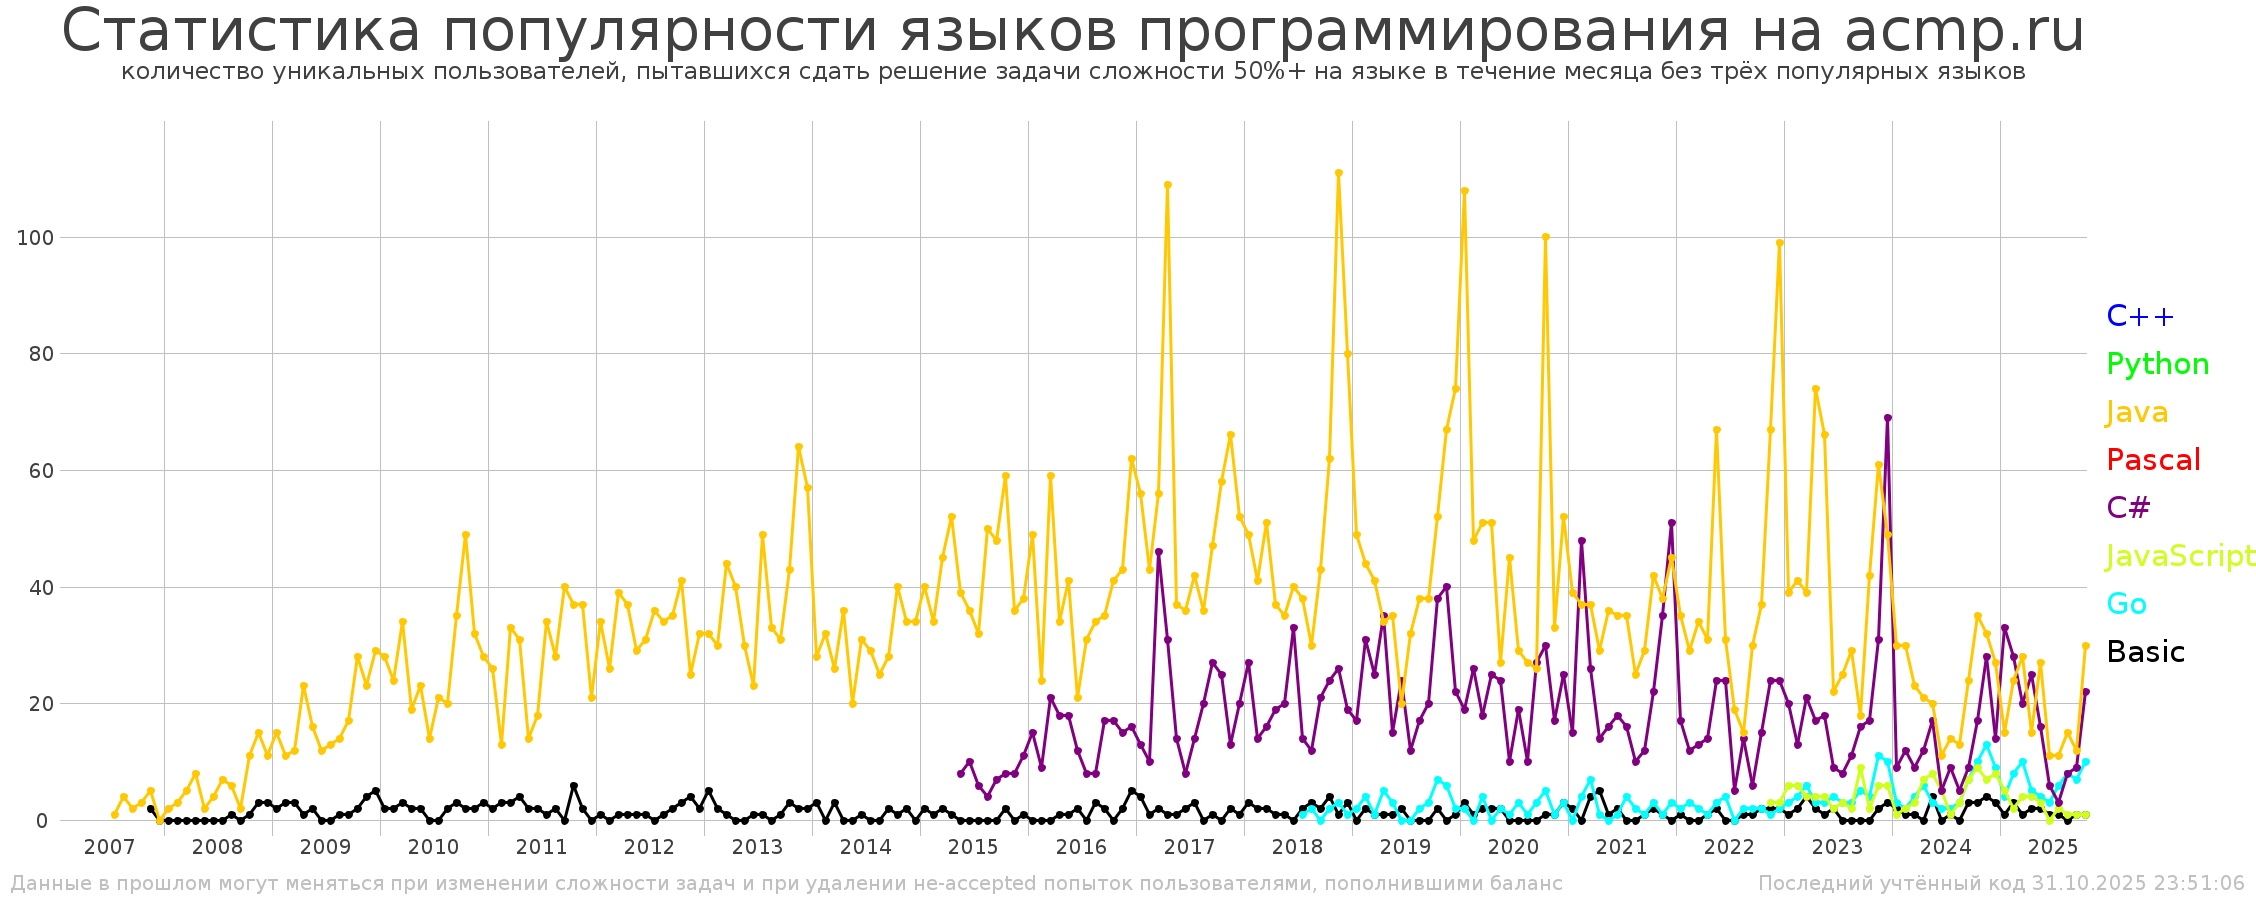 Статистика популярности языков программирования на acmp.ru
количество уникальных пользователей, пытавшихся сдать решение задачи сложности 50%+ на языке в течение месяца без трёх популярных языков
100
80
60
40
20
0
C++
Python
Java
Pascal
C#
JavaScript
Go
Basic
2007 2008 2009 2010 2011 2012 2013 2014 2015 2016 2017 2018 2019 2020 2021 2022 2023 2024 2025
Данные в прошлом могут меняться при изменении сложности задач и при удалении не-accepted попыток пользователями, пополнившими баланс
Последний учтённый код 31.10.2025 23:51:06